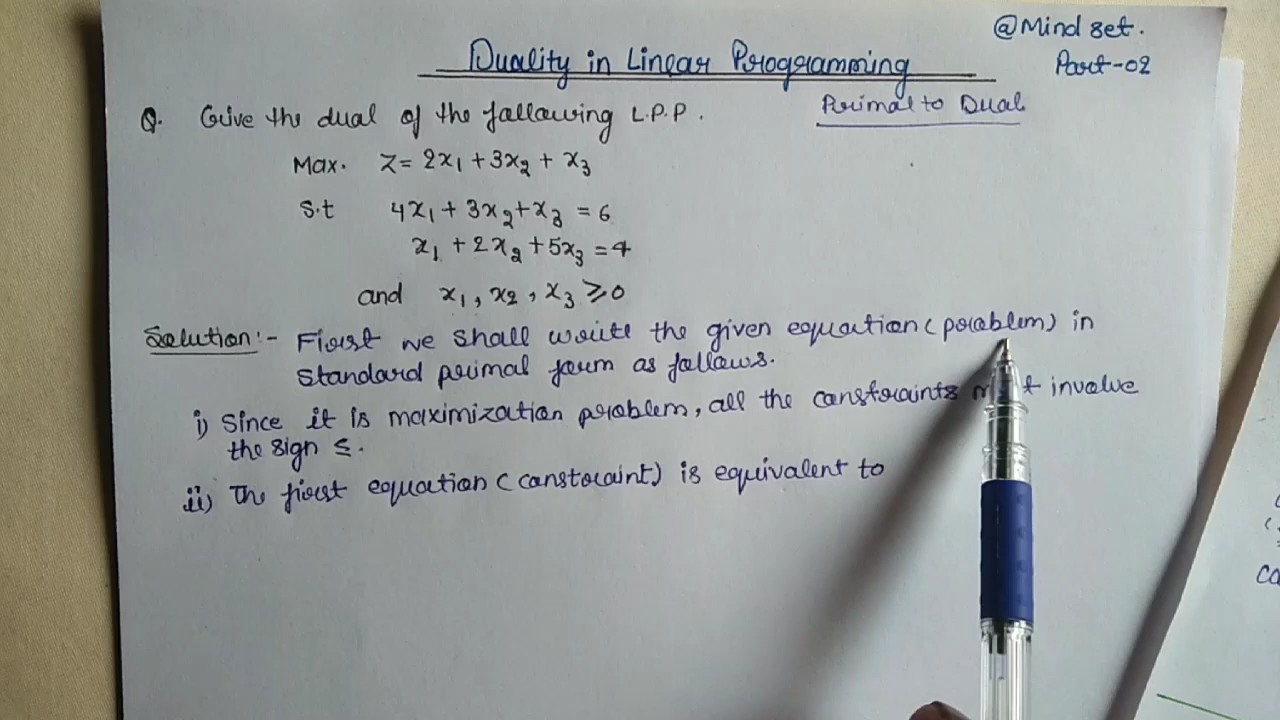 @Mind set.
Duality in Linear Programming
Part-02
Q. Give the dual of the following L.P.P.
Primal to Dual
Max. Z = 2x₁ + 3x₂ + x₃
S.t 4x₁ + 3x₂ + x₃ = 6
x₁ + 2x₂ + 5x₃ = 4
and x₁, x₂, x₃ ≥ 0
Solution:- First we shall write the given equation (problem) in
standard primal form as follows.
i) Since it is maximization problem, all the constraints involve
the sign ≤.
ii) The first equation (constraint) is equivalent to